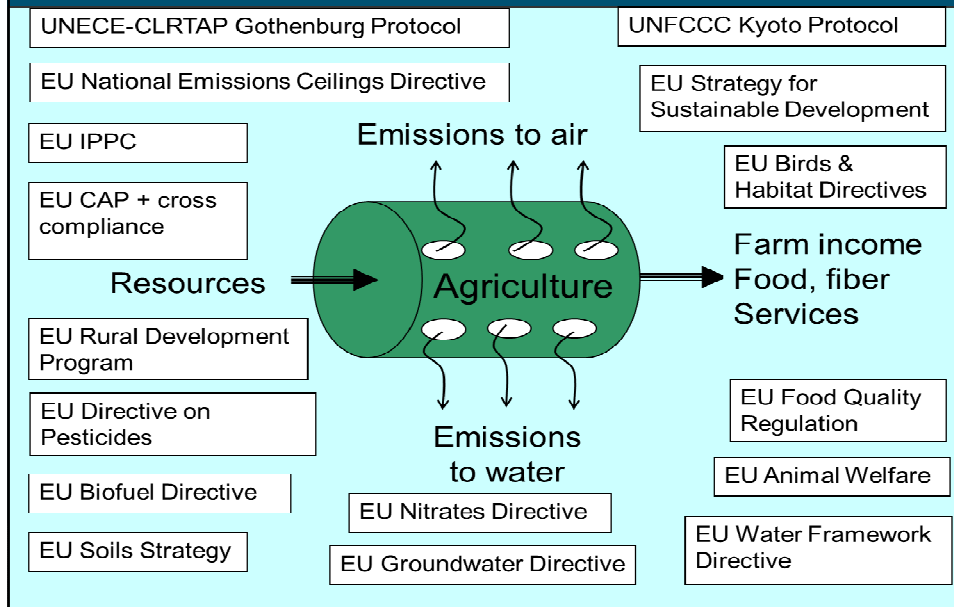 UNECE-CLRTAP Gothenburg Protocol
UNFCCC Kyoto Protocol
EU National Emissions Ceilings Directive
EU Strategy for
Sustainable Development
EU IPPC
Emissions to air
EU Birds &
Habitat Directives
EU CAP + cross
compliance
Resources
Agriculture
Farm income
Food, fiber
Services
EU Rural Development
Program
EU Directive on
Pesticides
Emissions
to water
EU Food Quality
Regulation
EU Biofuel Directive
EU Animal Welfare
EU Nitrates Directive
EU Soils Strategy
EU Groundwater Directive
EU Water Framework
Directive